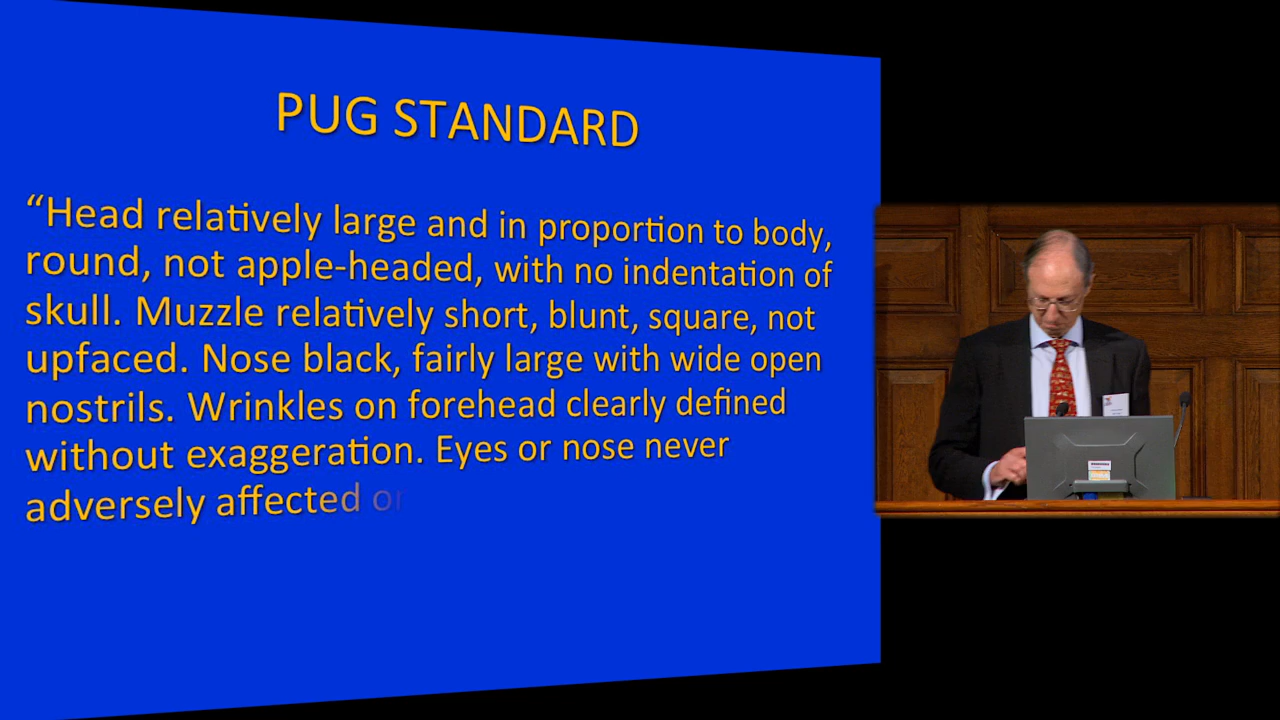 PUG STANDARD
“Head relatively large and in proportion to body,
round, not apple-headed, with no indentation of
skull. Muzzle relatively short, blunt, square, not
upfaced. Nose black, fairly large with wide open
nostrils. Wrinkles on forehead clearly defined
without exaggeration. Eyes or nose never
adversely affected or